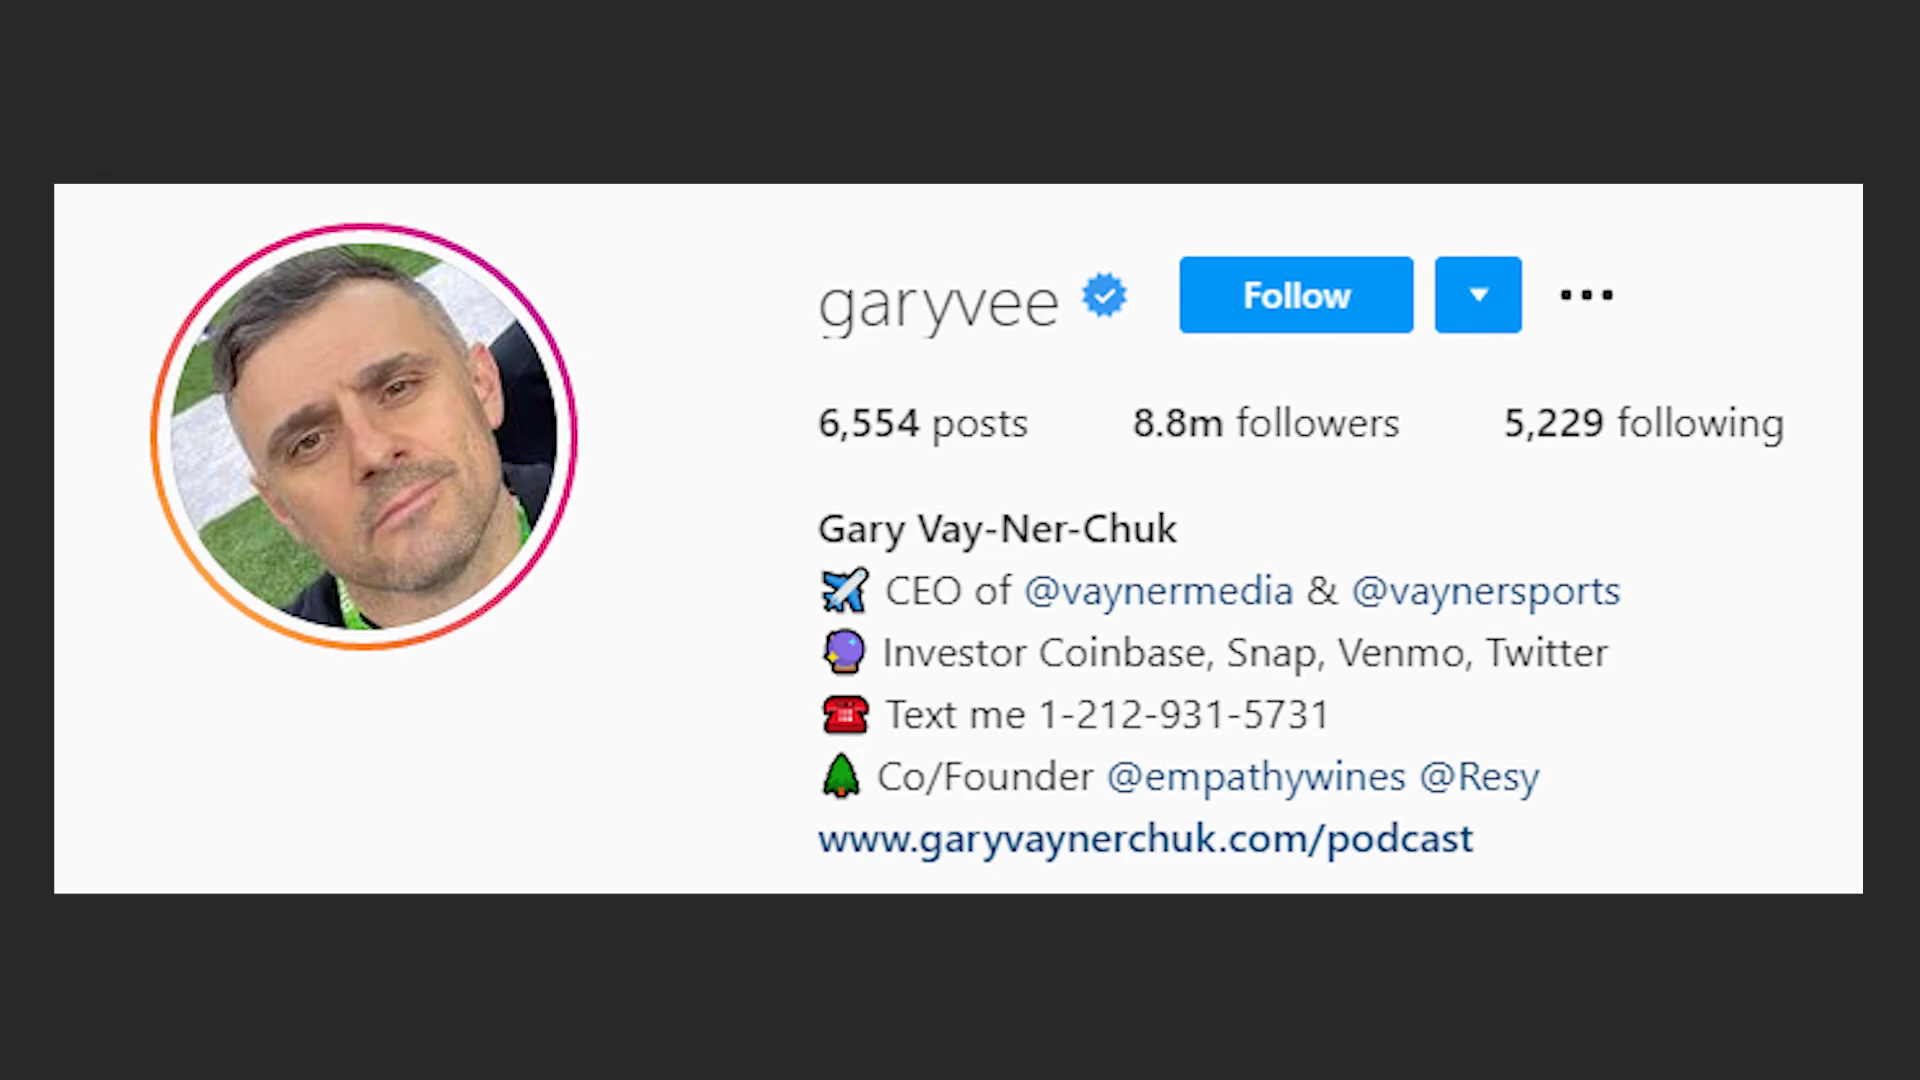 garyvee Follow
6,554 posts 8.8m followers 5,229 following
Gary Vay-Ner-Chuk
✈️ CEO of @vaynermedia & @vaynersports
🔮 Investor Coinbase, Snap, Venmo, Twitter
☎️ Text me 1-212-931-5731
🌲 Co/Founder @empathywines @Resy
www.garyvaynerchuk.com/podcast